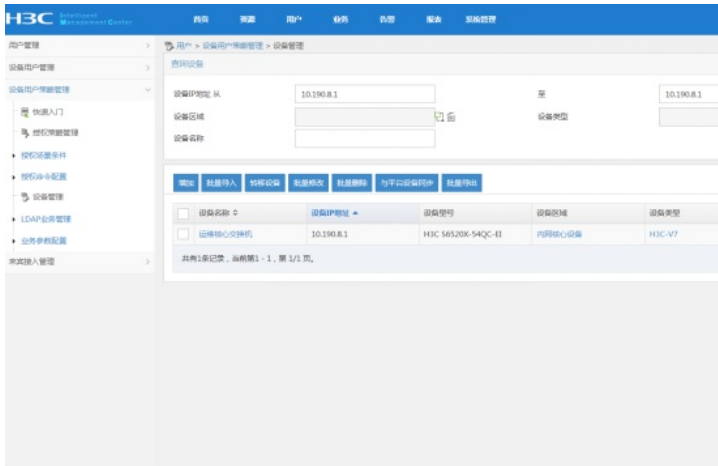 H3C Intelligent Management Center
首页 资源 用户 业务 告警 报表 系统管理
用户管理
设备用户管理
设备用户策略管理
快速入门
授权策略管理
授权场景条件
授权命令配置
设备管理
LDAP业务管理
业务参数配置
来宾接入管理
用户 > 设备用户策略管理 > 设备管理
查询设备
设备IP地址 从 10.190.8.1 至 10.190.8.1
设备区域 设备类型
设备名称
增加 批量导入 转移设备 批量修改 批量删除 与平台设备同步 批量导出
设备名称 设备IP地址 设备型号 设备区域 设备类型
运维核心交换机 10.190.8.1 H3C S6520X-54QC-EI 内网核心设备 H3C-V7
共有1条记录，当前第1 - 1，第 1/1 页。